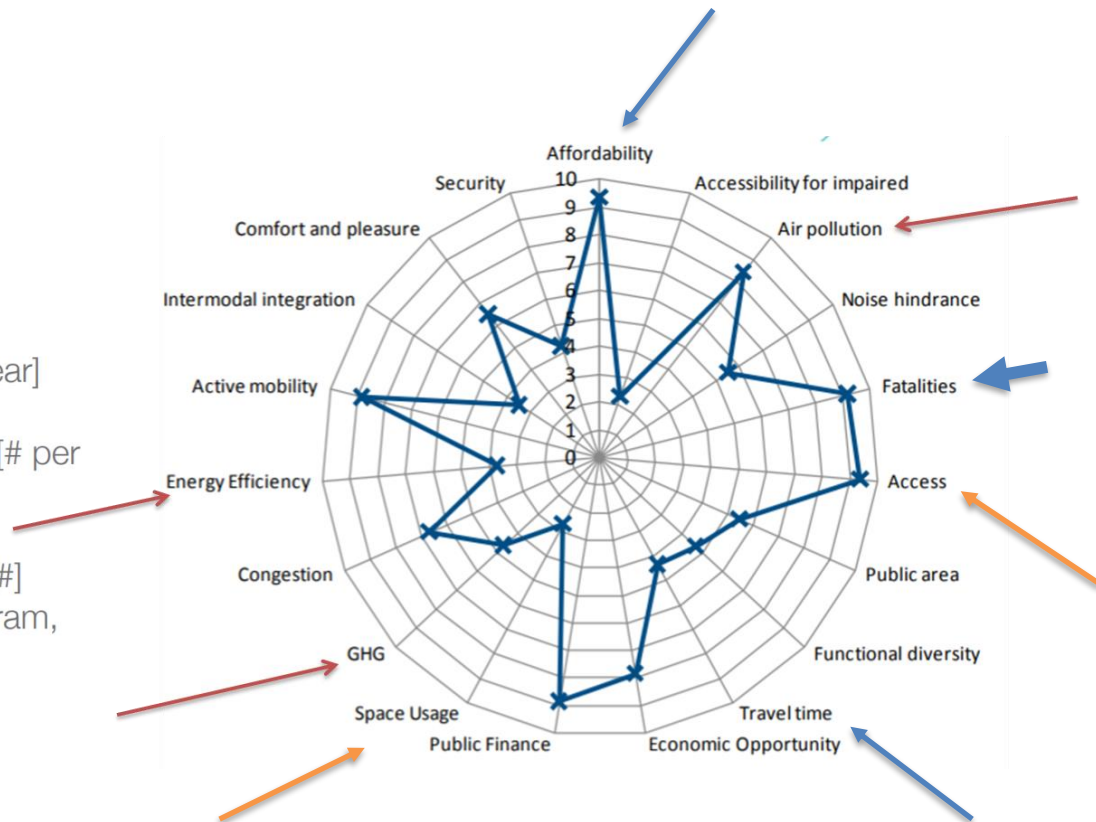 Affordability
Security
Accessibility for impaired
Comfort and pleasure
Air pollution
Intermodal integration
Noise hindrance
Active mobility
Fatalities
Energy Efficiency
Access
Congestion
Public area
GHG
Functional diversity
Space Usage
Travel time
Public Finance
Economic Opportunity
10
9
8
7
6
5
4
3
2
1
0
ear]
[# per
#]
ram,